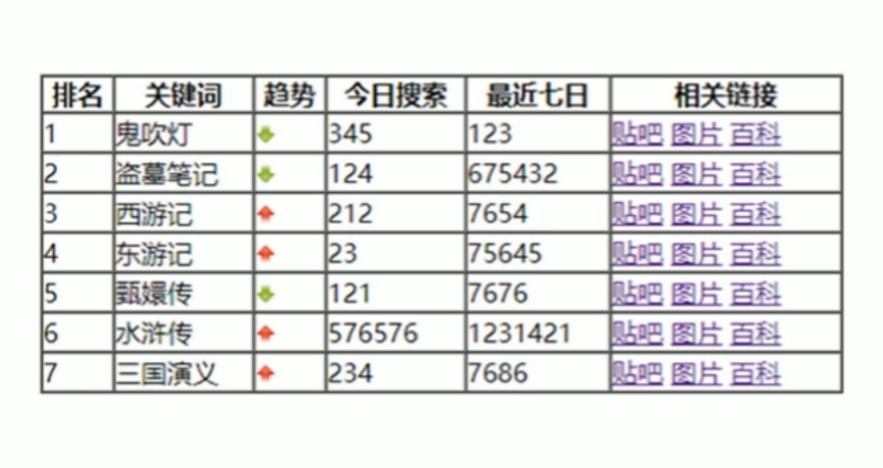 排名 关键词 趋势 今日搜索 最近七日 相关链接
1 鬼吹灯 345 123 贴吧 图片 百科
2 盗墓笔记 124 675432 贴吧 图片 百科
3 西游记 212 7654 贴吧 图片 百科
4 东游记 23 75645 贴吧 图片 百科
5 甄嬛传 121 7676 贴吧 图片 百科
6 水浒传 576576 1231421 贴吧 图片 百科
7 三国演义 234 7686 贴吧 图片 百科